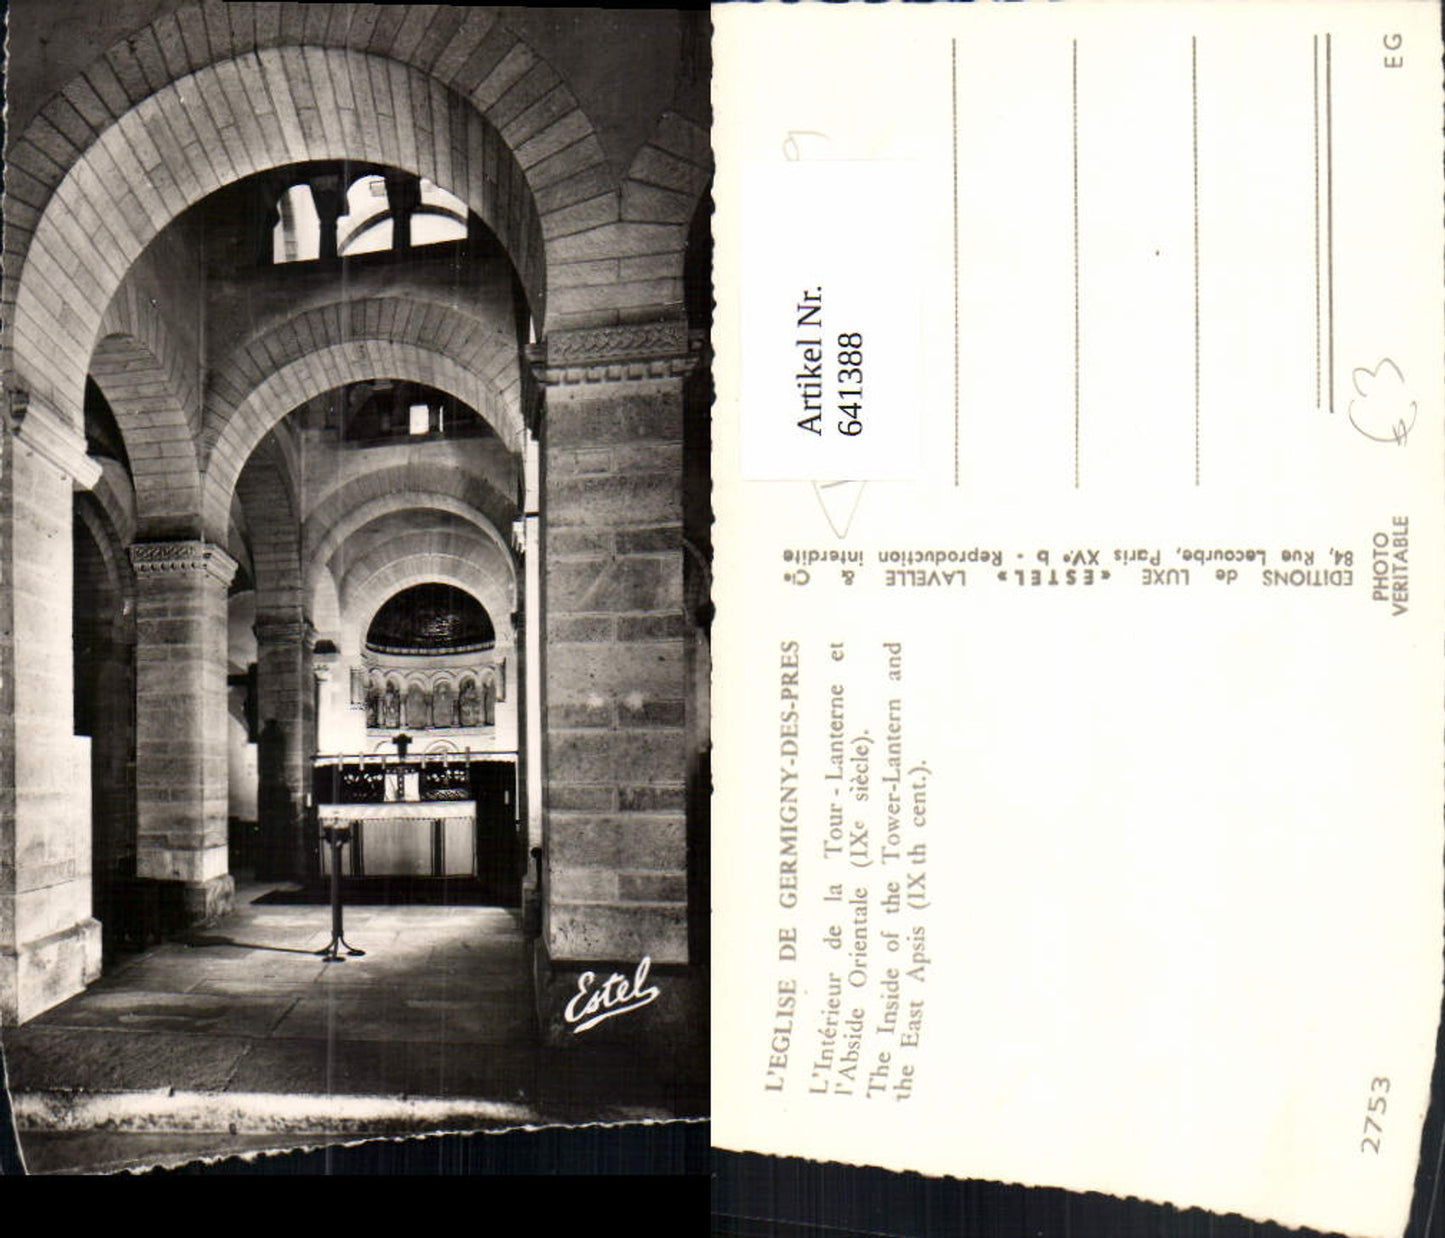 Estel
Artikel Nr.
641388
L'EGLISE DE GERMIGNY-DES-PRES
L'Intérieur de la Tour - Lanterne et
l'Abside Orientale (IXe siècle).
The Inside of the Tower-Lantern and
the East Apsis (IX th cent.).
EDITIONS de LUXE «ESTEL» LAVELLE & Cie
84, Rue Lecourbe, Paris XVe b - Reproduction interdite
PHOTO
VERITABLE
EG
2753